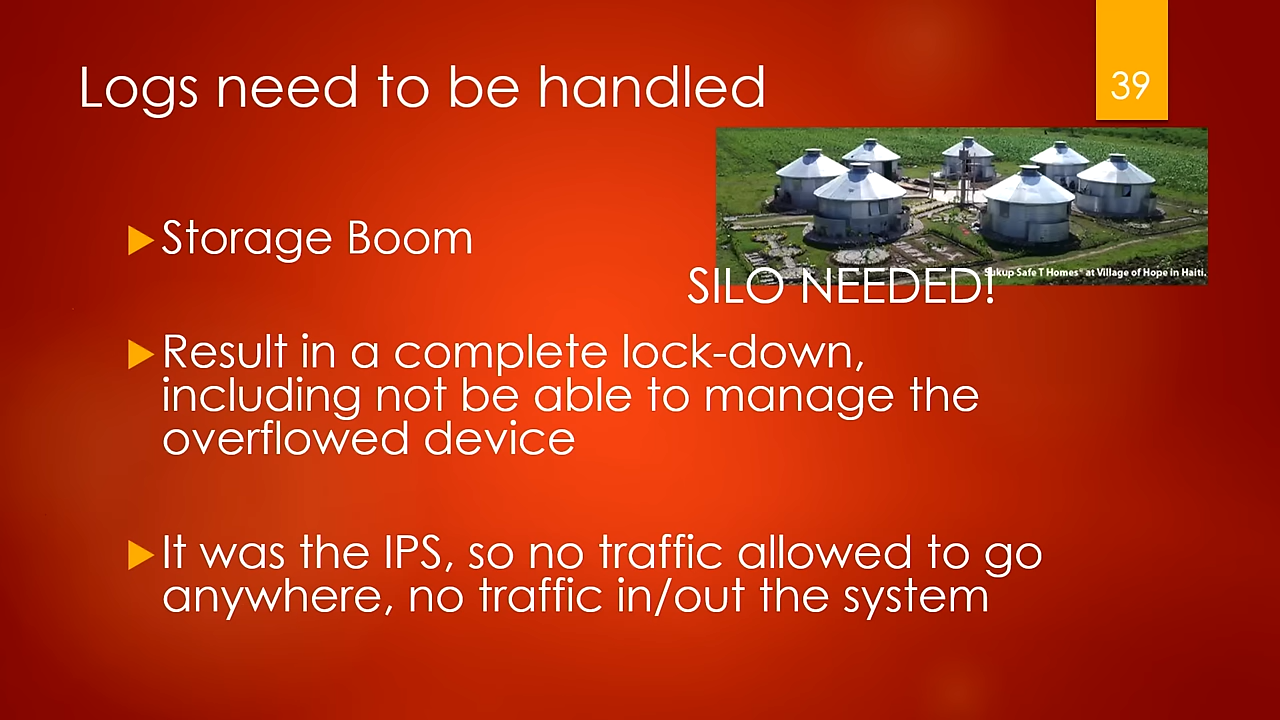 Logs need to be handled
39
Storage Boom
Sukup Safe T Homes® at Village of Hope in Haiti.
SILO NEEDED!
Result in a complete lock-down,
including not be able to manage the
overflowed device
It was the IPS, so no traffic allowed to go
anywhere, no traffic in/out the system